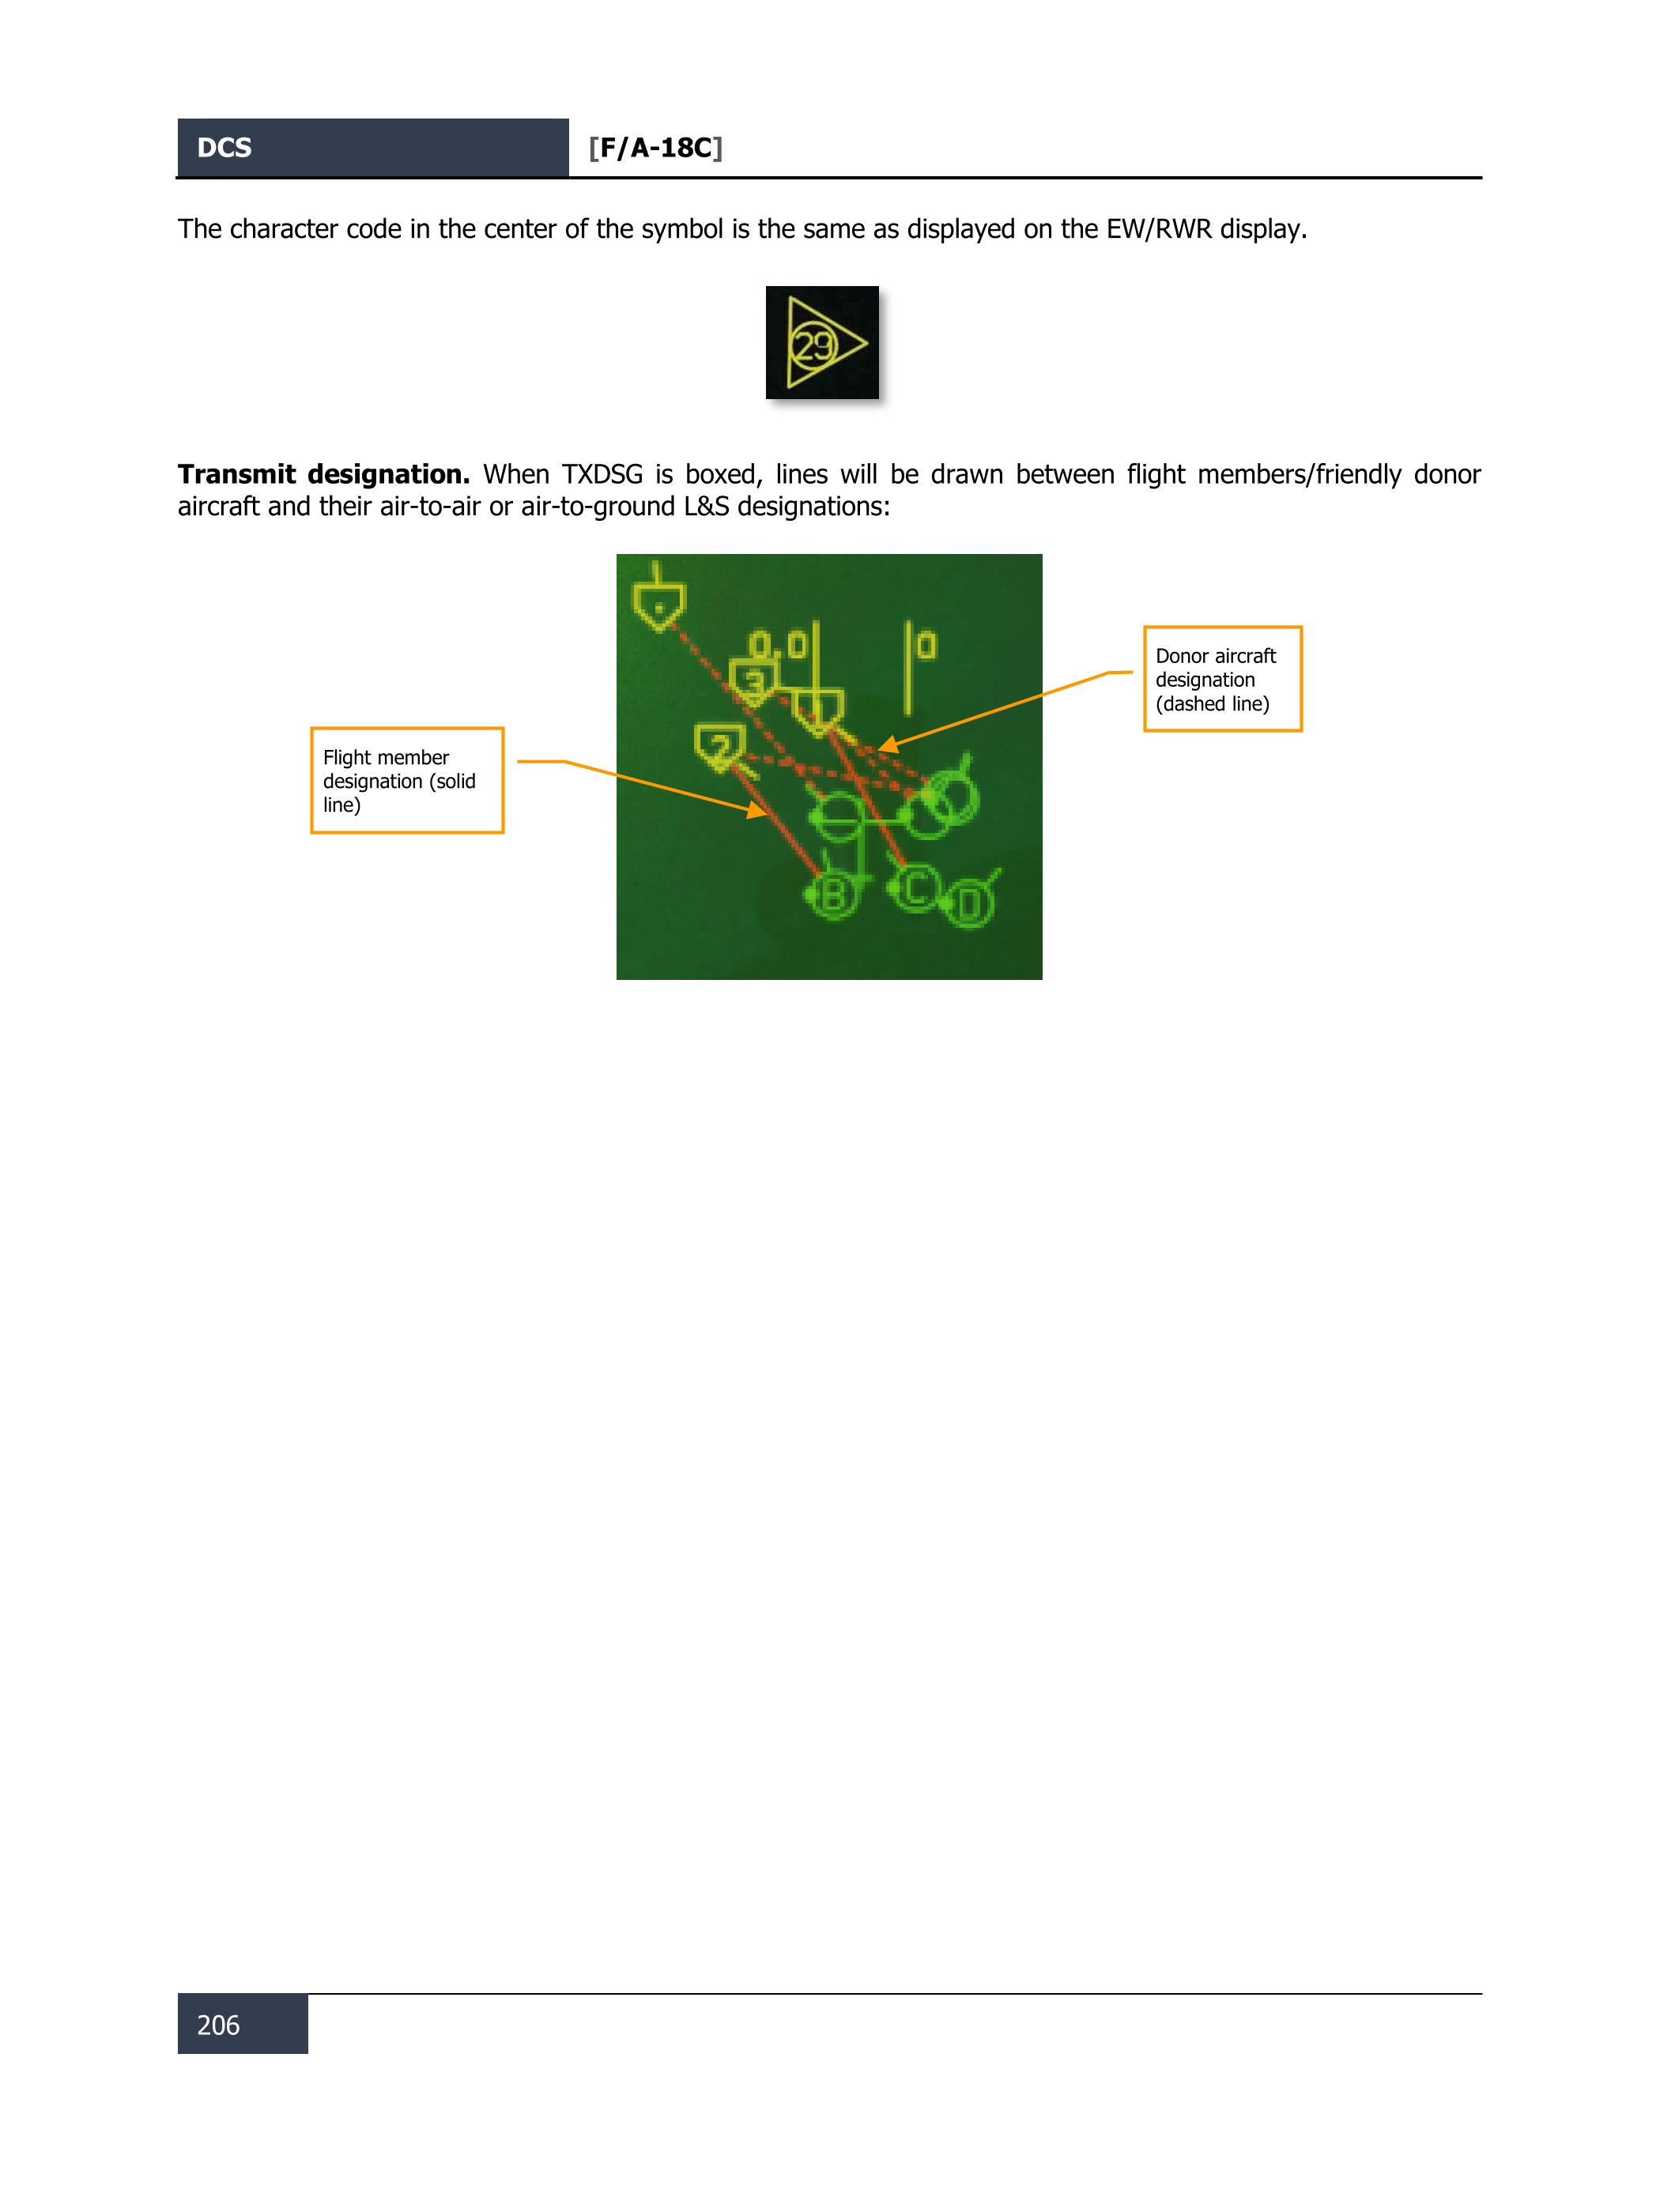 DCS [F/A-18C]
The character code in the center of the symbol is the same as displayed on the EW/RWR display.
29
Transmit designation. When TXDSG is boxed, lines will be drawn between flight members/friendly donor
aircraft and their air-to-air or air-to-ground L&S designations:
0.0
0
3
1
2
B
C
D
Donor aircraft
designation
(dashed line)
Flight member
designation (solid
line)
206